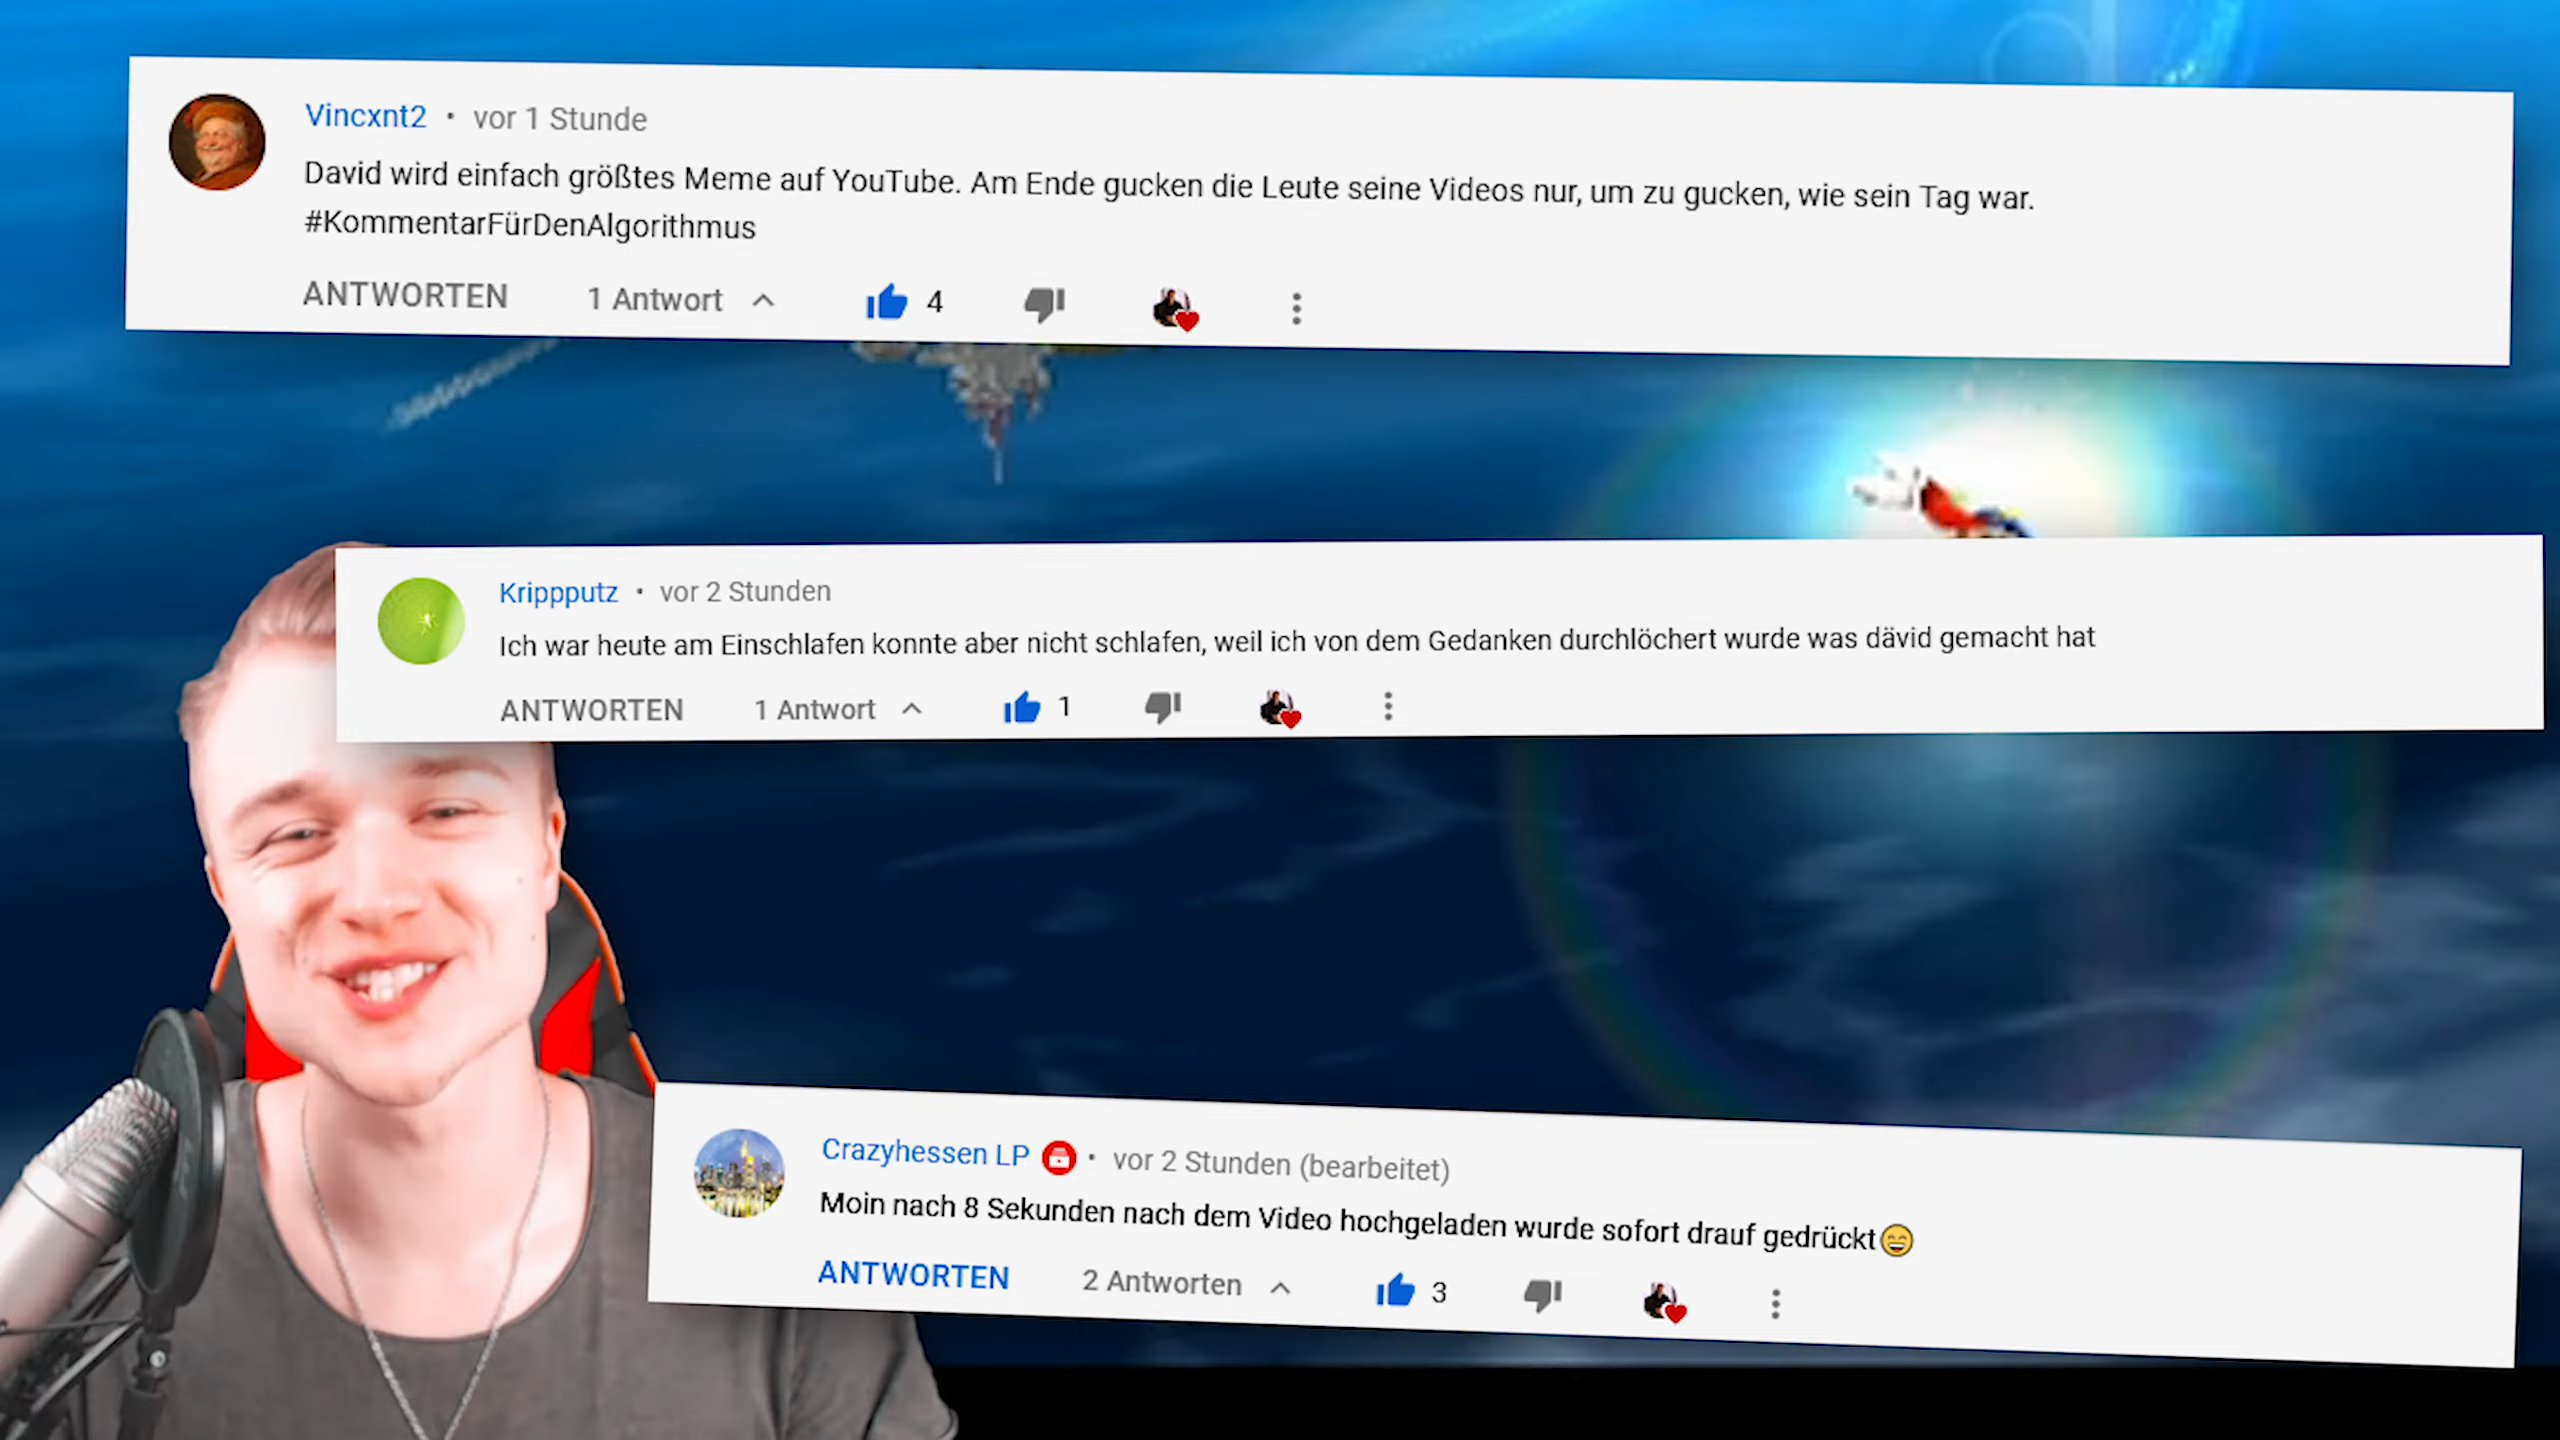 Vincxnt2 • vor 1 Stunde
David wird einfach größtes Meme auf YouTube. Am Ende gucken die Leute seine Videos nur, um zu gucken, wie sein Tag war.
#KommentarFürDenAlgorithmus
ANTWORTEN 1 Antwort 4
Krippputz • vor 2 Stunden
Ich war heute am Einschlafen konnte aber nicht schlafen, weil ich von dem Gedanken durchlöchert wurde was dävid gemacht hat
ANTWORTEN 1 Antwort 1
Crazyhessen LP • vor 2 Stunden (bearbeitet)
Moin nach 8 Sekunden nach dem Video hochgeladen wurde sofort drauf gedrückt😄
ANTWORTEN 2 Antworten 3